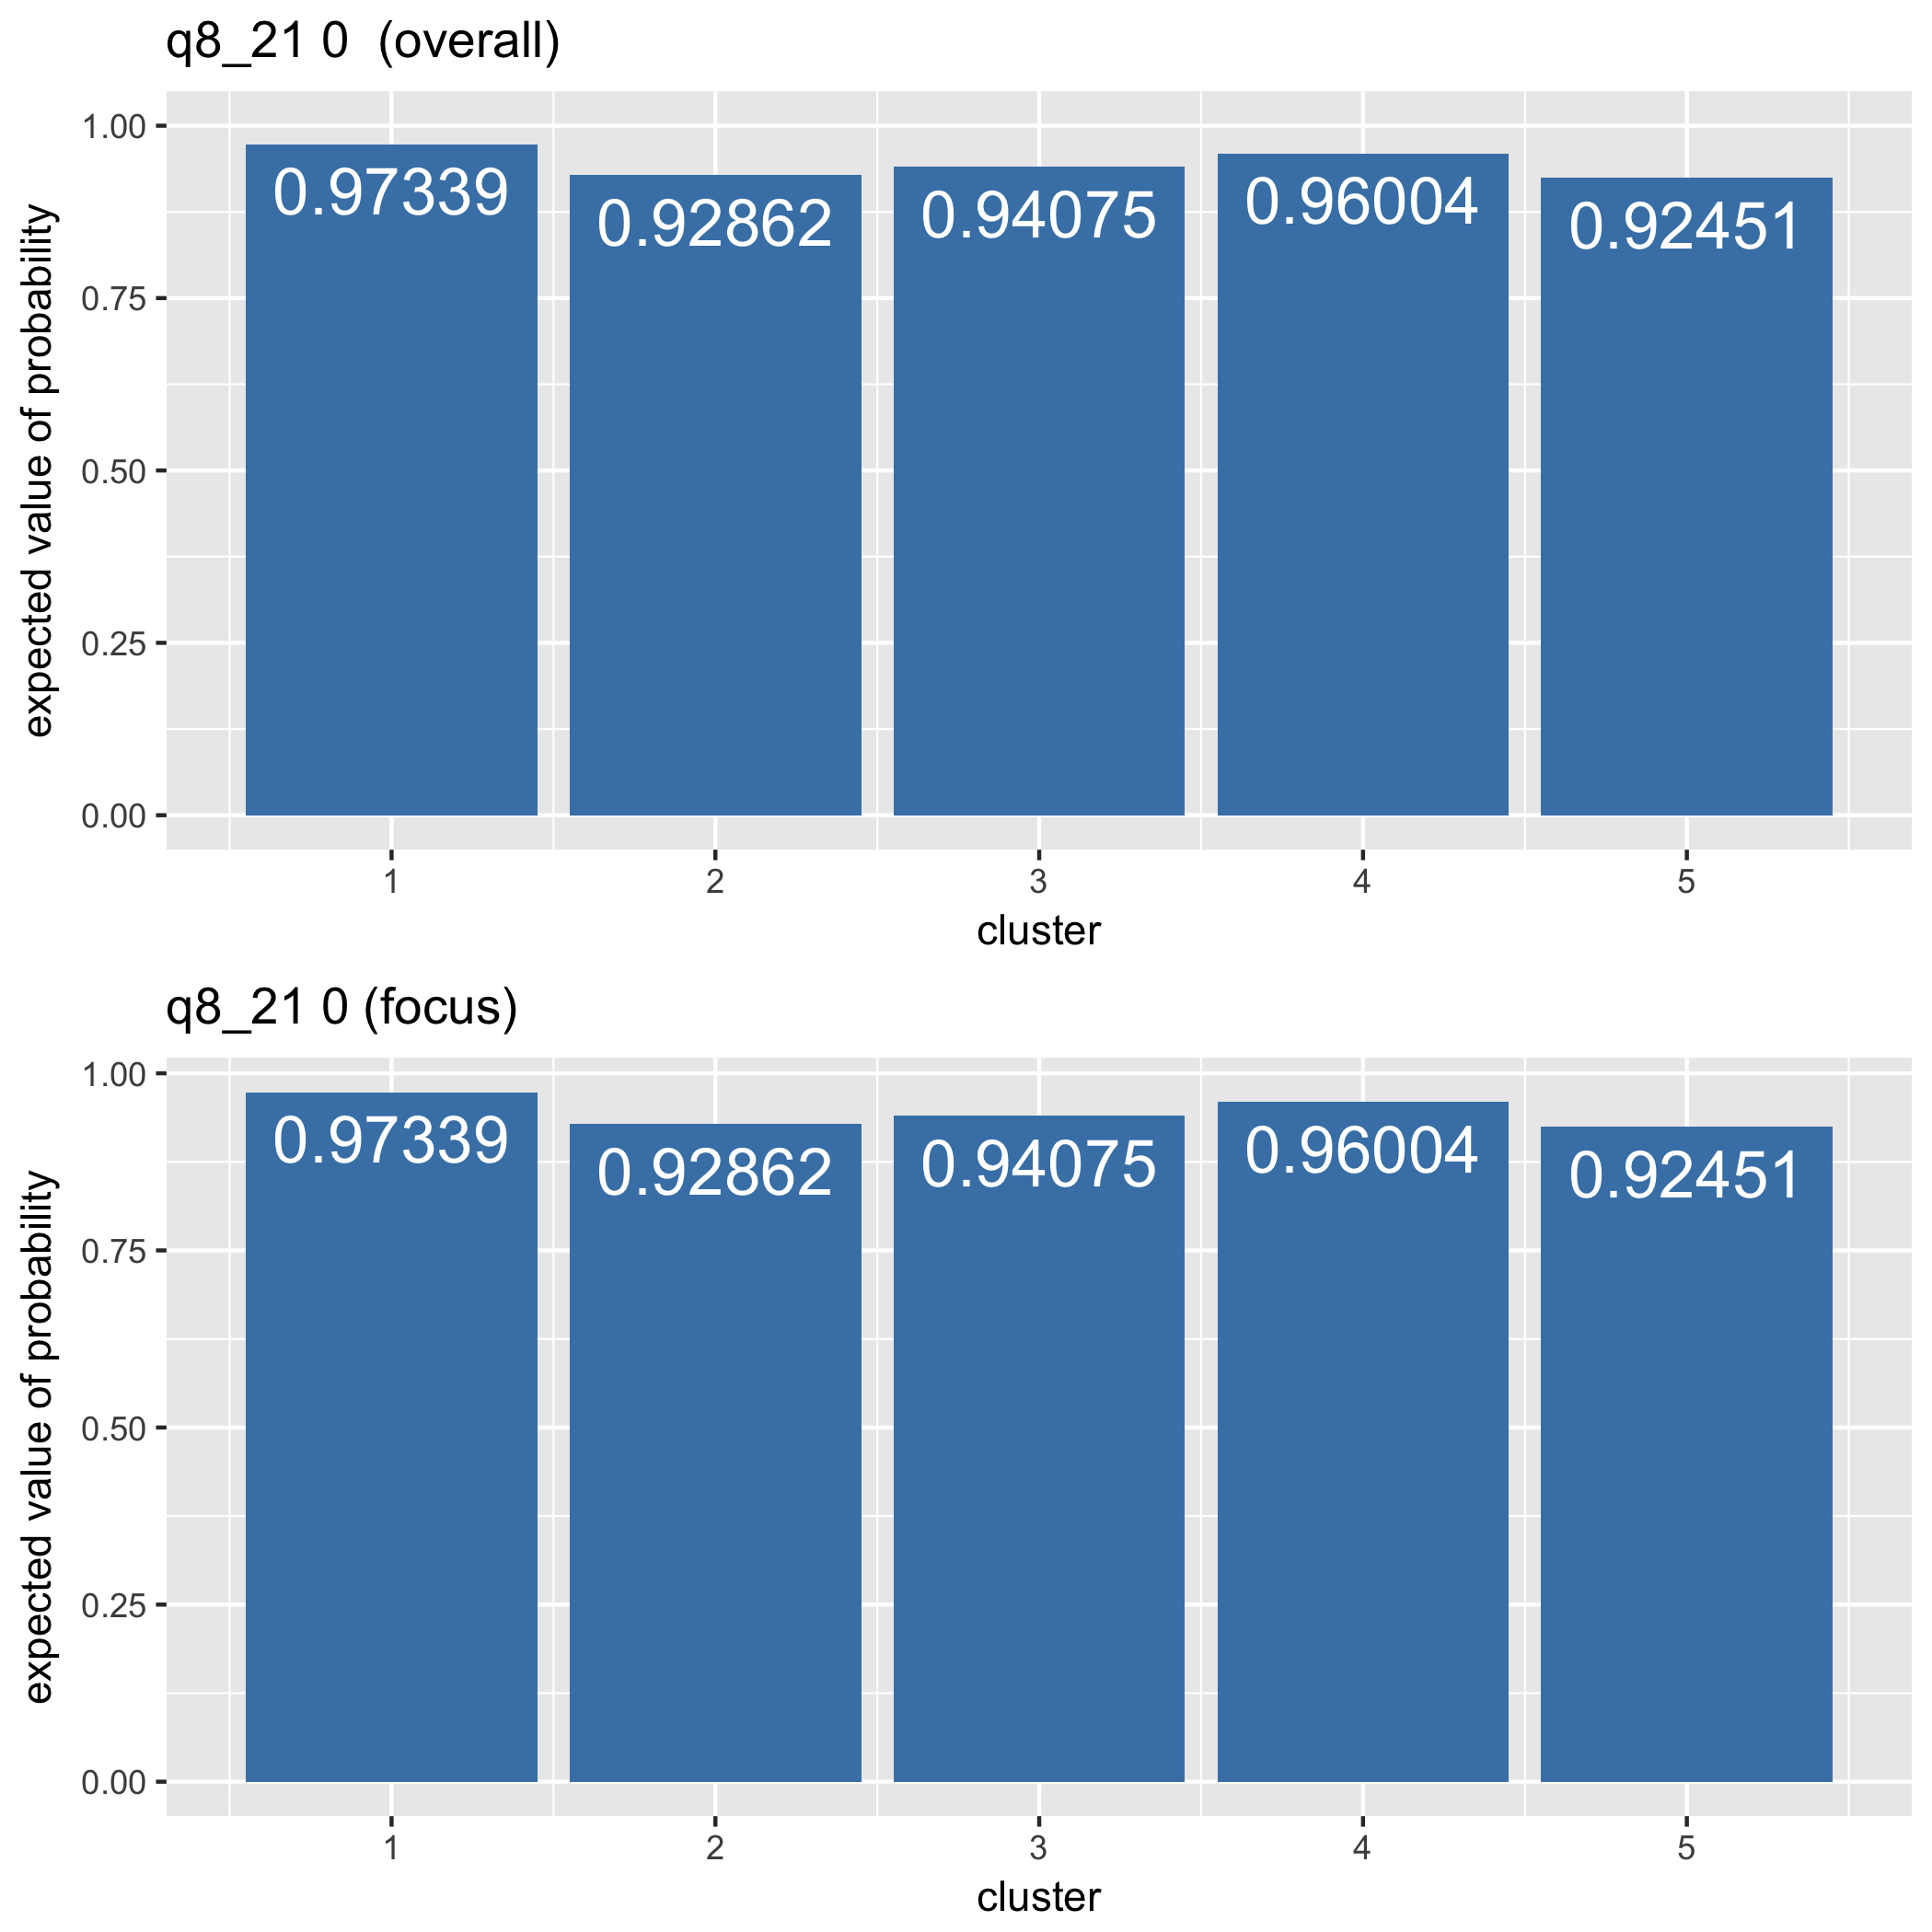 q8_21 0  (overall)
expected value of probability
1.00
0.75
0.50
0.25
0.00
0.97339
0.92862
0.94075
0.96004
0.92451
1 2 3 4 5
cluster
q8_21 0 (focus)
expected value of probability
1.00
0.75
0.50
0.25
0.00
0.97339
0.92862
0.94075
0.96004
0.92451
1 2 3 4 5
cluster